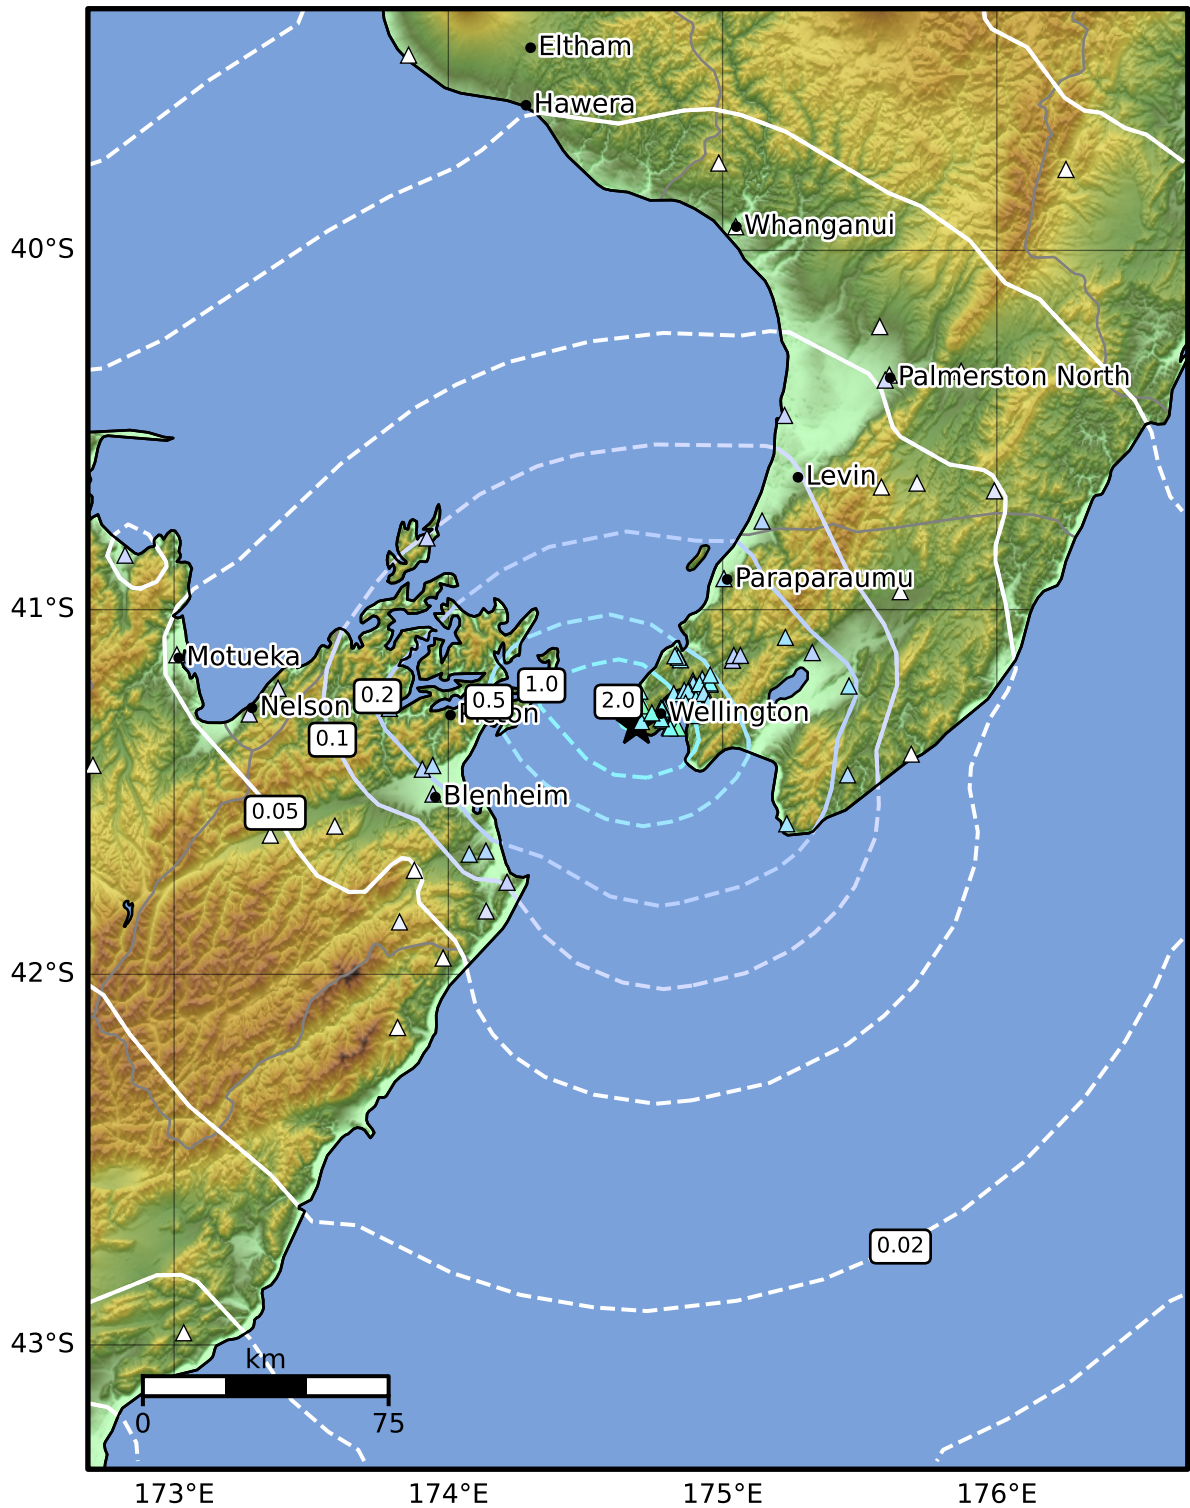 Eltham
Hawera
Whanganui
40°S
Palmerston North
Levin
Paraparaumu
41°S
Motueka
Nelson
0.2
0.5
1.0
2.0
Picton
Wellington
0.1
Blenheim
0.05
42°S
0.02
43°S
km
0
75
173°E
174°E
175°E
176°E